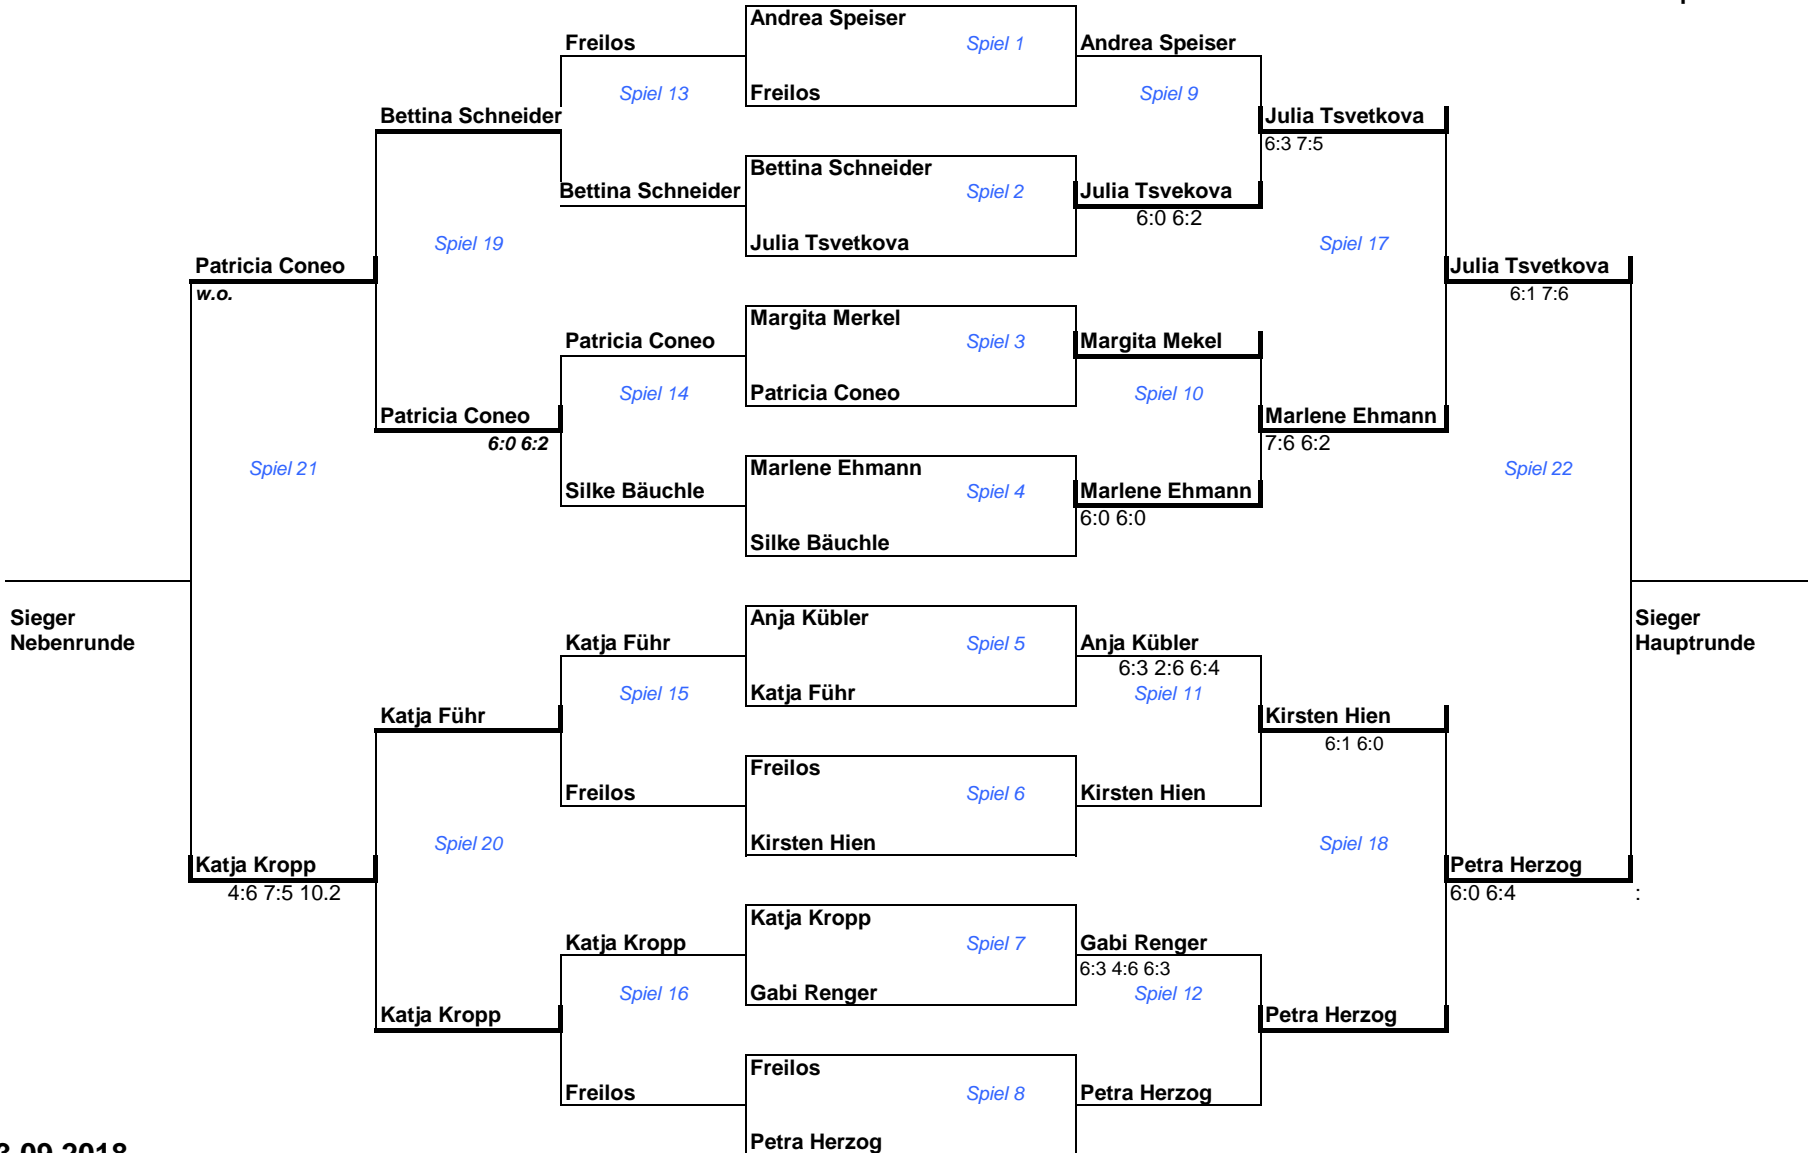 Andrea Speiser
Freilos
Spiel 1
Andrea Speiser
Spiel 13
Freilos
Spiel 9
Bettina Schneider
Julia Tsvetkova
6:3 7:5
Bettina Schneider
Bettina Schneider
Spiel 2
Julia Tsvekova
6:0 6:2
Spiel 19
Julia Tsvetkova
Spiel 17
Patricia Coneo
Julia Tsvetkova
w.o.
6:1 7:6
Margita Merkel
Patricia Coneo
Spiel 3
Margita Mekel
Spiel 14
Patricia Coneo
Spiel 10
Patricia Coneo
Marlene Ehmann
6:0 6:2
7:6 6:2
Spiel 21
Marlene Ehmann
Spiel 22
Silke Bäuchle
Spiel 4
Marlene Ehmann
6:0 6:0
Silke Bäuchle
Sieger
Nebenrunde
Anja Kübler
Sieger
Hauptrunde
Katja Führ
Spiel 5
Anja Kübler
6:3 2:6 6:4
Spiel 15
Katja Führ
Spiel 11
Katja Führ
Kirsten Hien
6:1 6:0
Freilos
Freilos
Spiel 6
Kirsten Hien
Spiel 20
Kirsten Hien
Spiel 18
Katja Kropp
Petra Herzog
4:6 7:5 10.2
6:0 6:4
:
Katja Kropp
Katja Kropp
Spiel 7
Gabi Renger
6:3 4:6 6:3
Spiel 16
Gabi Renger
Spiel 12
Katja Kropp
Petra Herzog
Freilos
Freilos
Spiel 8
Petra Herzog
Petra Herzog
3.09.2018